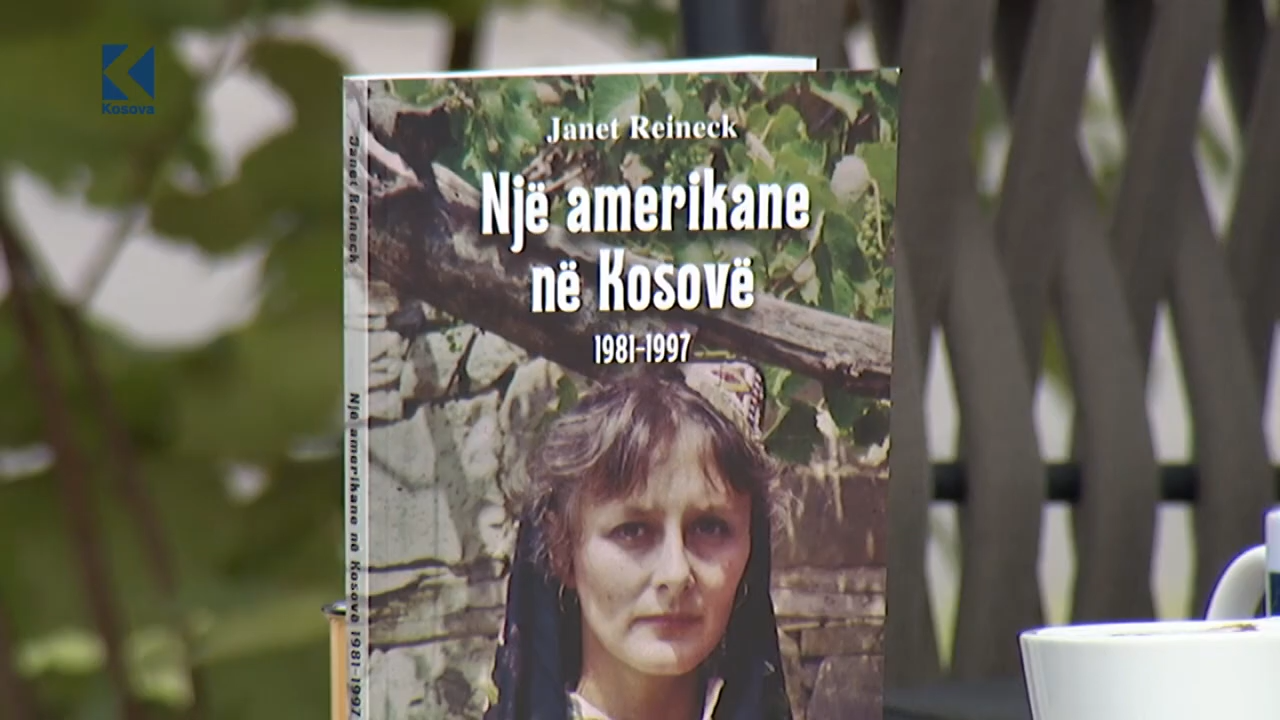 Kosova
Janet Reineck
Një amerikane
në Kosovë
1981-1997
Janet Reineck
Një amerikane në Kosovë 1981-1997